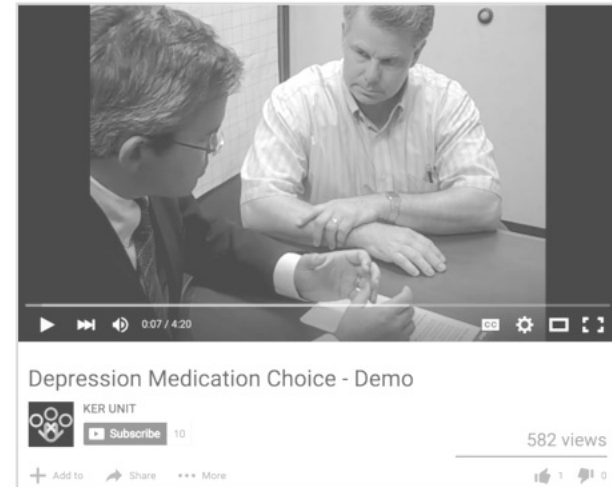 0:07 / 4:20
CC
Depression Medication Choice - Demo
KER UNIT
Subscribe 10
582 views
Add to Share More
1 0